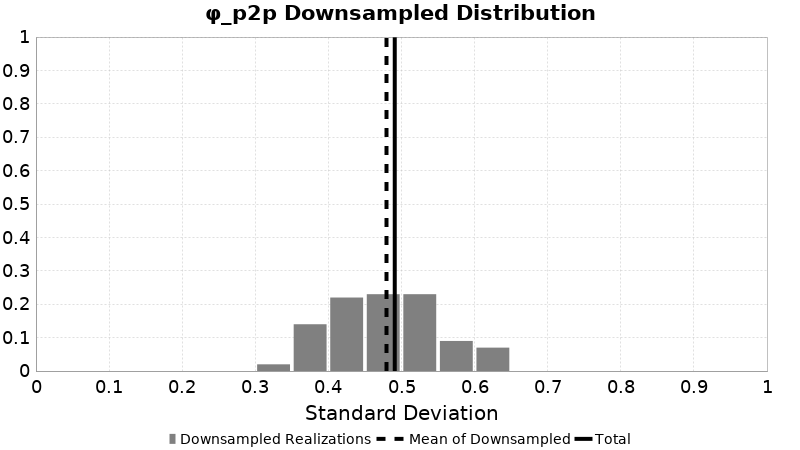 φ_p2p Downsampled Distribution
1
0.9
0.8
0.7
0.6
0.5
0.4
0.3
0.2
0.1
0
0 0.1 0.2 0.3 0.4 0.5 0.6 0.7 0.8 0.9 1
Standard Deviation
Downsampled Realizations Mean of Downsampled Total